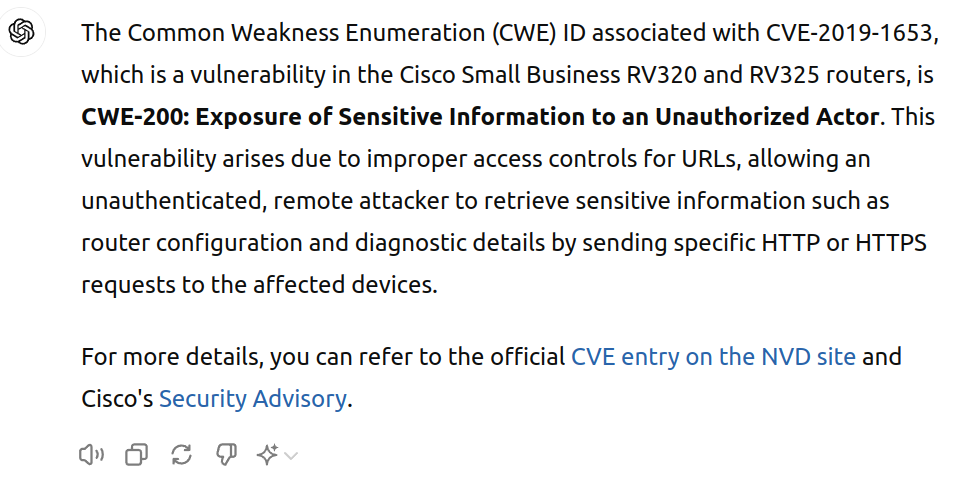 The Common Weakness Enumeration (CWE) ID associated with CVE-2019-1653,
which is a vulnerability in the Cisco Small Business RV320 and RV325 routers, is
CWE-200: Exposure of Sensitive Information to an Unauthorized Actor. This
vulnerability arises due to improper access controls for URLs, allowing an
unauthenticated, remote attacker to retrieve sensitive information such as
router configuration and diagnostic details by sending specific HTTP or HTTPS
requests to the affected devices.
For more details, you can refer to the official CVE entry on the NVD site and
Cisco's Security Advisory.